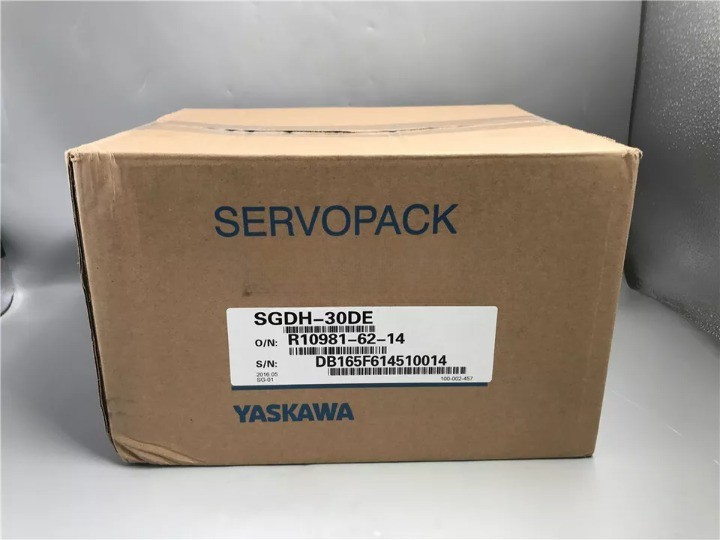 SERVOPACK
SGDH-30DE
O/N: R10981-62-14
S/N: DB165F614510014
2016.05
SG-01 100-002-457
YASKAWA